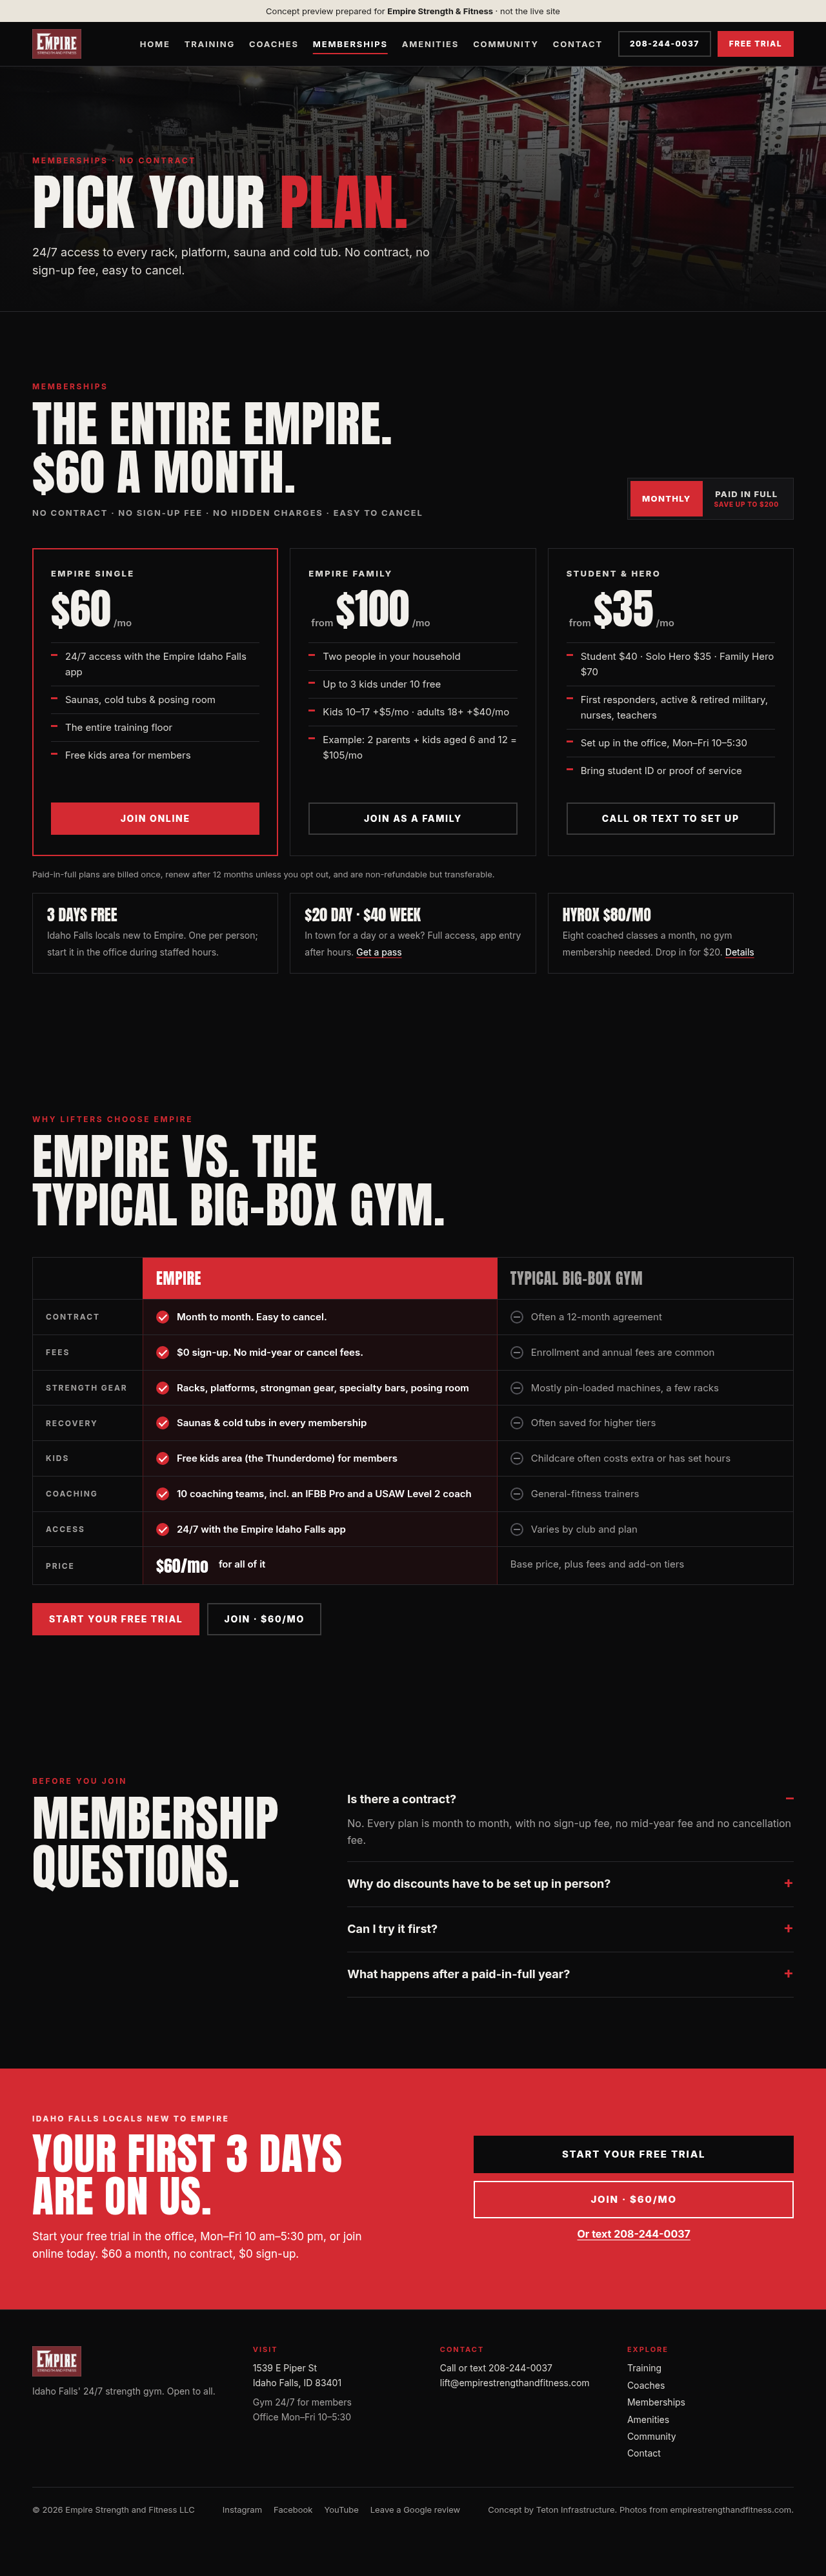 Concept preview prepared for Empire Strength & Fitness · not the live site
EMPIRE
STRENGTH AND FITNESS
HOME TRAINING COACHES MEMBERSHIPS AMENITIES COMMUNITY CONTACT 208-244-0037 FREE TRIAL
MEMBERSHIPS · NO CONTRACT
PICK YOUR PLAN.
24/7 access to every rack, platform, sauna and cold tub. No contract, no
sign-up fee, easy to cancel.
MEMBERSHIPS
THE ENTIRE EMPIRE.
$60 A MONTH.
NO CONTRACT · NO SIGN-UP FEE · NO HIDDEN CHARGES · EASY TO CANCEL
MONTHLY
PAID IN FULL
SAVE UP TO $200
EMPIRE SINGLE
$60 /mo
24/7 access with the Empire Idaho Falls
app
Saunas, cold tubs & posing room
The entire training floor
Free kids area for members
JOIN ONLINE
EMPIRE FAMILY
from $100 /mo
Two people in your household
Up to 3 kids under 10 free
Kids 10–17 +$5/mo · adults 18+ +$40/mo
Example: 2 parents + kids aged 6 and 12 =
$105/mo
JOIN AS A FAMILY
STUDENT & HERO
from $35 /mo
Student $40 · Solo Hero $35 · Family Hero
$70
First responders, active & retired military,
nurses, teachers
Set up in the office, Mon–Fri 10–5:30
Bring student ID or proof of service
CALL OR TEXT TO SET UP
Paid-in-full plans are billed once, renew after 12 months unless you opt out, and are non-refundable but transferable.
3 DAYS FREE
Idaho Falls locals new to Empire. One per person;
start it in the office during staffed hours.
$20 DAY · $40 WEEK
In town for a day or a week? Full access, app entry
after hours. Get a pass
HYROX $80/MO
Eight coached classes a month, no gym
membership needed. Drop in for $20. Details
WHY LIFTERS CHOOSE EMPIRE
EMPIRE VS. THE
TYPICAL BIG-BOX GYM.
EMPIRE TYPICAL BIG-BOX GYM
CONTRACT Month to month. Easy to cancel. Often a 12-month agreement
FEES $0 sign-up. No mid-year or cancel fees. Enrollment and annual fees are common
STRENGTH GEAR Racks, platforms, strongman gear, specialty bars, posing room Mostly pin-loaded machines, a few racks
RECOVERY Saunas & cold tubs in every membership Often saved for higher tiers
KIDS Free kids area (the Thunderdome) for members Childcare often costs extra or has set hours
COACHING 10 coaching teams, incl. an IFBB Pro and a USAW Level 2 coach General-fitness trainers
ACCESS 24/7 with the Empire Idaho Falls app Varies by club and plan
PRICE $60/mo for all of it Base price, plus fees and add-on tiers
START YOUR FREE TRIAL JOIN · $60/MO
BEFORE YOU JOIN
MEMBERSHIP
QUESTIONS.
Is there a contract? −
No. Every plan is month to month, with no sign-up fee, no mid-year fee and no cancellation
fee.
Why do discounts have to be set up in person? +
Can I try it first? +
What happens after a paid-in-full year? +
IDAHO FALLS LOCALS NEW TO EMPIRE
YOUR FIRST 3 DAYS
ARE ON US.
Start your free trial in the office, Mon–Fri 10 am–5:30 pm, or join
online today. $60 a month, no contract, $0 sign-up.
START YOUR FREE TRIAL
JOIN · $60/MO
Or text 208-244-0037
EMPIRE
STRENGTH AND FITNESS
Idaho Falls' 24/7 strength gym. Open to all.
VISIT
1539 E Piper St
Idaho Falls, ID 83401
Gym 24/7 for members
Office Mon–Fri 10–5:30
CONTACT
Call or text 208-244-0037
lift@empirestrengthandfitness.com
EXPLORE
Training
Coaches
Memberships
Amenities
Community
Contact
© 2026 Empire Strength and Fitness LLC Instagram Facebook YouTube Leave a Google review Concept by Teton Infrastructure. Photos from empirestrengthandfitness.com.